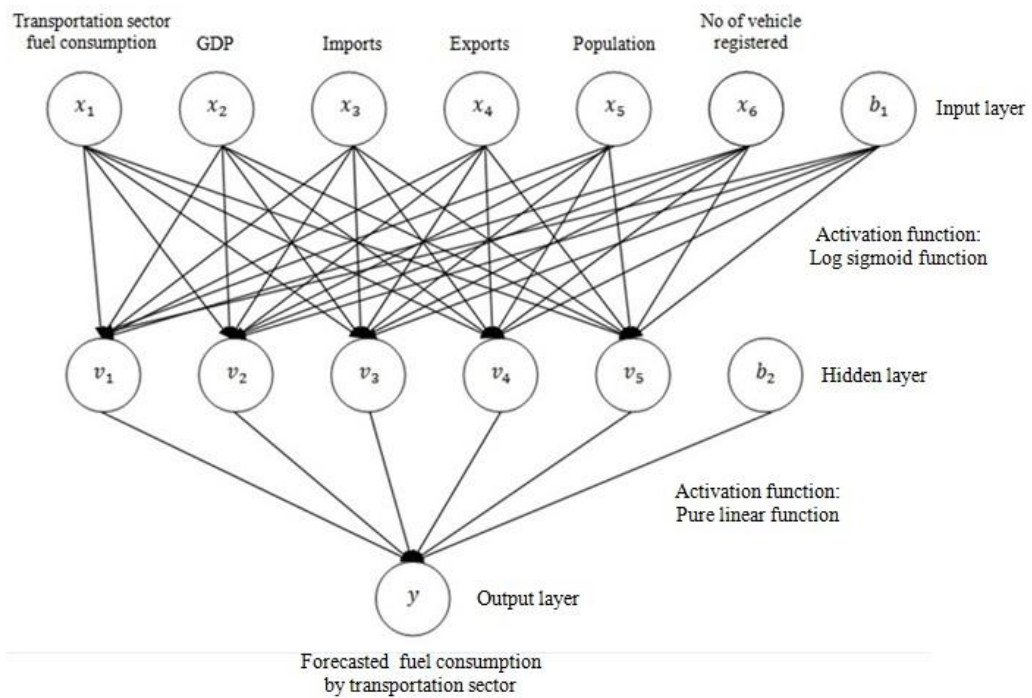 Transportation sector
fuel consumption
GDP
Imports
Exports
Population
No of vehicle
registered
x₁
x₂
x₃
x₄
x₅
x₆
b₁
Input layer
Activation function:
Log sigmoid function
v₁
v₂
v₃
v₄
v₅
b₂
Hidden layer
Activation function:
Pure linear function
y
Output layer
Forecasted fuel consumption
by transportation sector